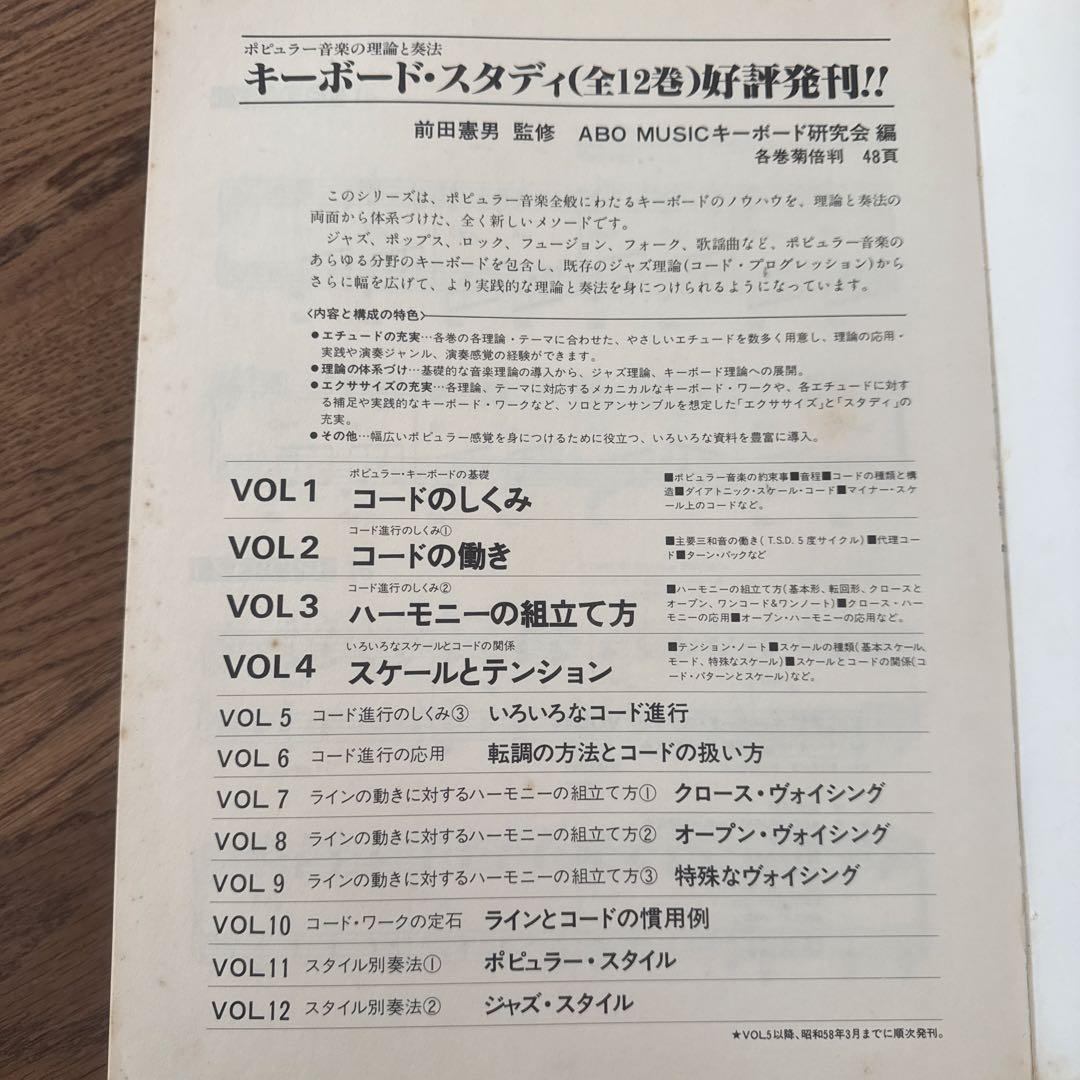 ポピュラー音楽の理論と奏法
キーボード・スタディ(全12巻)好評発刊!!
前田憲男 監修 ABO MUSICキーボード研究会 編
各巻菊倍判 48頁
このシリーズは、ポピュラー音楽全般にわたるキーボードのノウハウを、理論と奏法の
両面から体系づけた、全く新しいメソードです。
ジャズ、ポップス、ロック、フュージョン、フォーク、歌謡曲など、ポピュラー音楽の
あらゆる分野のキーボードを包含し、既存のジャズ理論(コード・プログレッション)から
さらに幅を広げて、より実践的な理論と奏法を身につけられるようになっています。
〈内容と構成の特色〉
●エチュードの充実…各巻の各理論・テーマに合わせた、やさしいエチュードを数多く用意し、理論の応用・
実践や演奏ジャンル、演奏感覚の経験ができます。
●理論の体系づけ…基礎的な音楽理論の導入から、ジャズ理論、キーボード理論への展開。
●エクササイズの充実…各理論、テーマに対応するメカニカルなキーボード・ワークや、各エチュードに対す
る補足や実践的なキーボード・ワークなど、ソロとアンサンブルを想定した「エクササイズ」と「スタディ」の
充実。
●その他…幅広いポピュラー感覚を身につけるために役立つ、いろいろな資料を豊富に導入。
VOL1
ポピュラー・キーボードの基礎
コードのしくみ
■ポピュラー音楽の約束事■音程■コードの種類と構
造■ダイアトニック・スケール・コード■マイナー・スケ
ール上のコードなど。
VOL2
コード進行のしくみ①
コードの働き
■主要三和音の働き(T.S.D.5度サイクル)■代理コー
ド■ターン・バックなど
VOL3
コード進行のしくみ②
ハーモニーの組立て方
■ハーモニーの組立て方(基本形、転回形、クロースと
オープン、ワンコード&ワンノート)■クロース・ハー
モニーの応用■オープン・ハーモニーの応用など。
VOL4
いろいろなスケールとコードの関係
スケールとテンション
■テンション・ノート■スケールの種類(基本スケール、
モード、特殊なスケール)■スケールとコードの関係(コ
ード・パターンとスケール)など。
VOL5 コード進行のしくみ③ いろいろなコード進行
VOL6 コード進行の応用 転調の方法とコードの扱い方
VOL7 ラインの動きに対するハーモニーの組立て方① クロース・ヴォイシング
VOL8 ラインの動きに対するハーモニーの組立て方② オープン・ヴォイシング
VOL9 ラインの動きに対するハーモニーの組立て方③ 特殊なヴォイシング
VOL10 コード・ワークの定石 ラインとコードの慣用例
VOL11 スタイル別奏法① ポピュラー・スタイル
VOL12 スタイル別奏法② ジャズ・スタイル
★VOL5以降、昭和58年3月までに順次発刊。